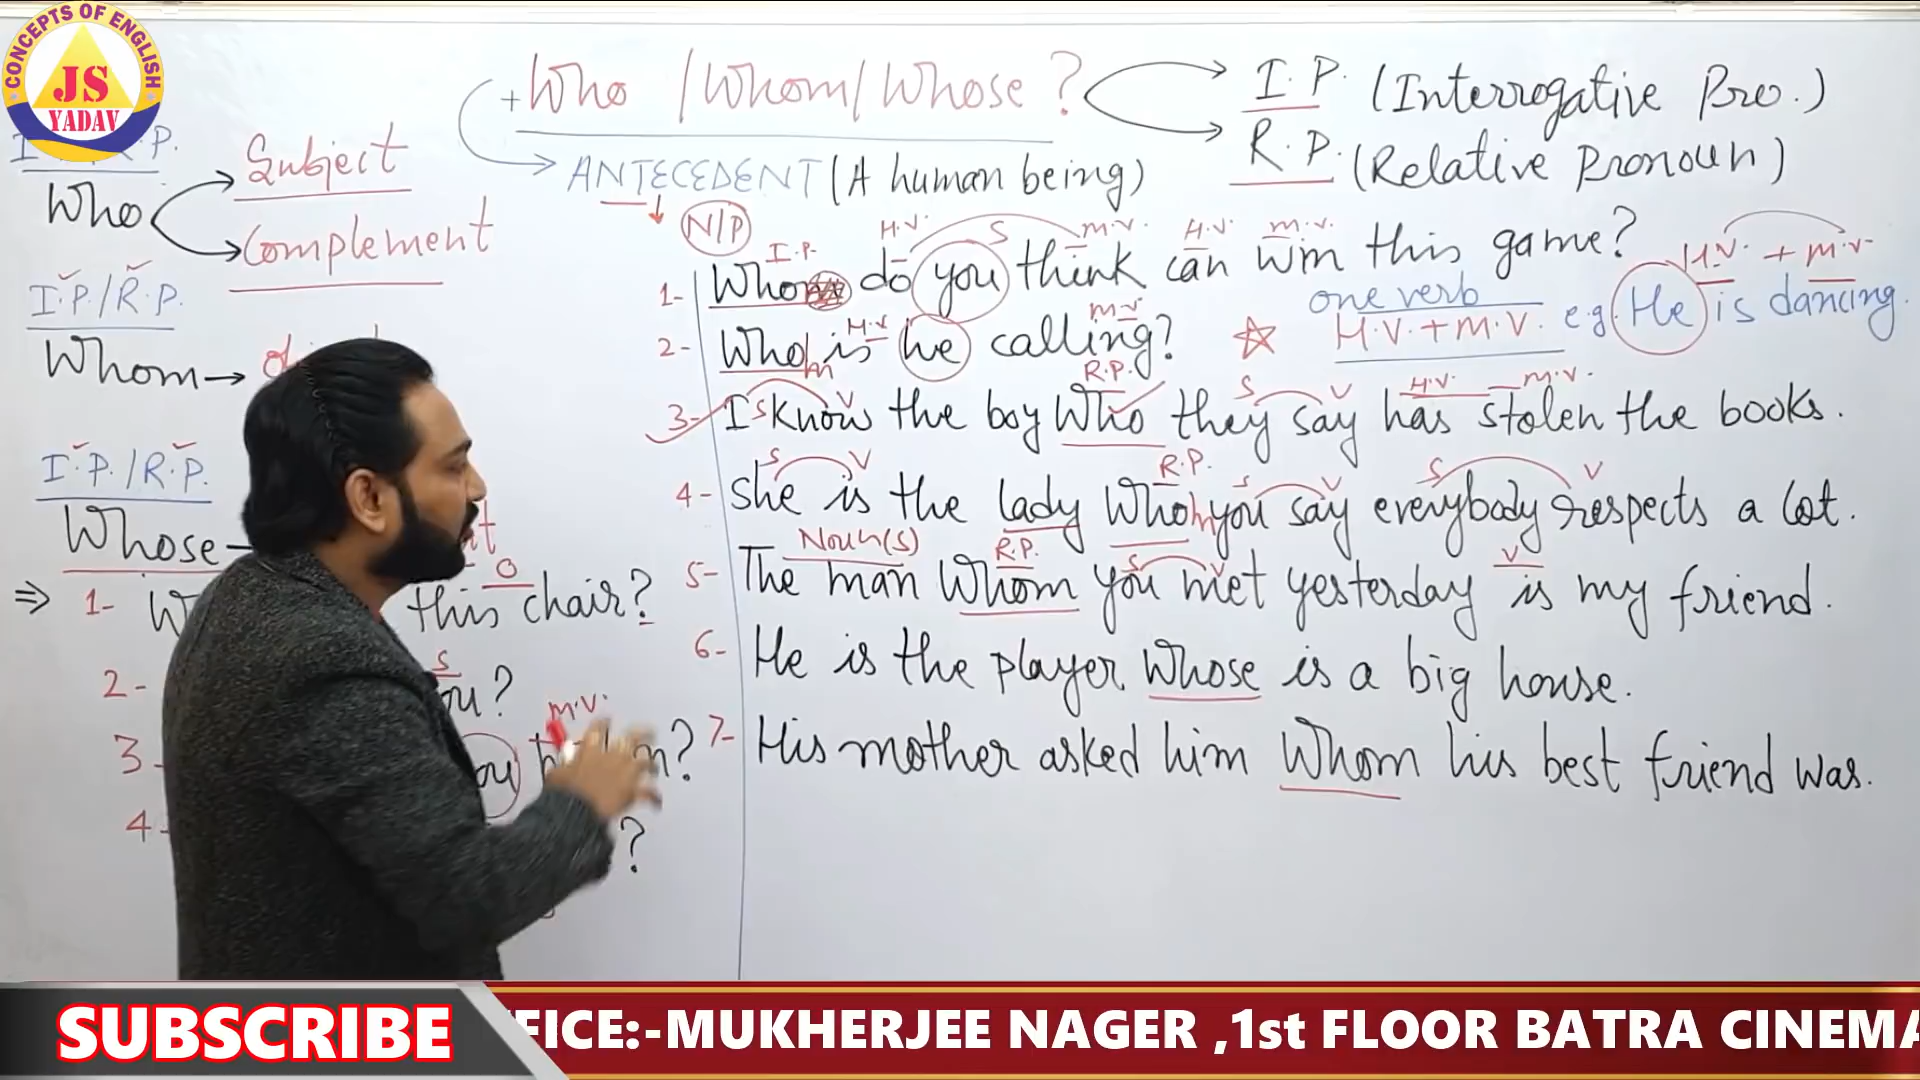 CONCEPTS OF ENGLISH
JS
YADAV
+Who /Whom/Whose?
I.P. (Interrogative Pro.)
R.P. (Relative Pronoun)
ANTECEDENT (A human being)
N/P
Who
Subject
Complement
I.P./R.P.
Whom→
I.P./R.P.
Whose
⇒ 1- this chair?
O
2- ?
S
3- ?
M.V.
4- ?
I.P. H.V. S M.V. H.V. M.V.
1- Who do you think can win this game?
H.V. + M.V.
one verb
H.V. + M.V. e.g. He is dancing.
H.V. M.V.
2- Whom is he calling?
R.P. S V H.V. M.V.
S V
3- I know the boy who they say has stolen the books.
S V R.P. S V S V
4- She is the lady whom you say everybody respects a lot.
Noun(s) R.P. S V V
5- The man whom you met yesterday is my friend.
6- He is the player whose is a big house.
7- His mother asked him whom his best friend was.
SUBSCRIBE
FICE:-MUKHERJEE NAGER ,1st FLOOR BATRA CINEMA